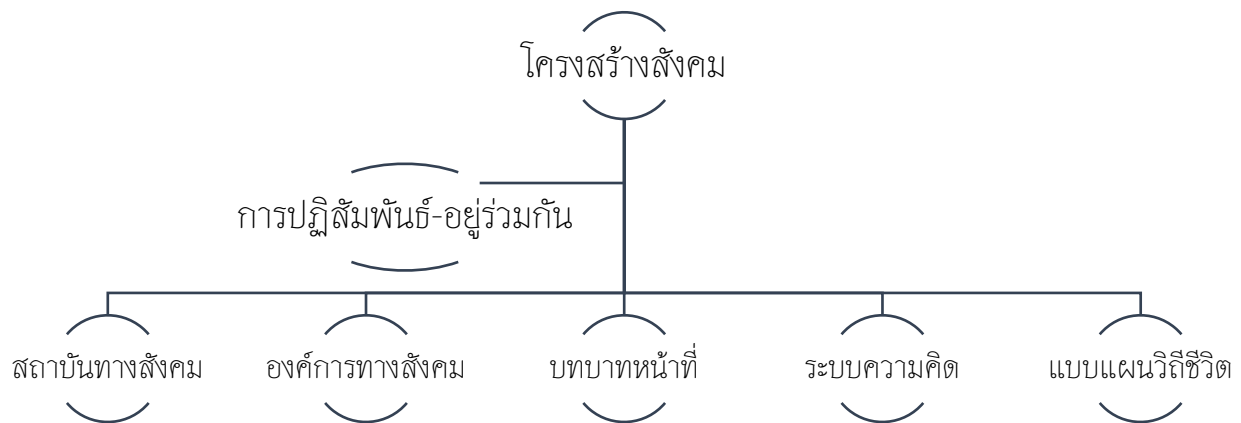 โครงสร้างสังคม
การปฏิสัมพันธ์-อยู่ร่วมกัน
สถาบันทางสังคม
องค์การทางสังคม
บทบาทหน้าที่
ระบบความคิด
แบบแผนวิถีชีวิต